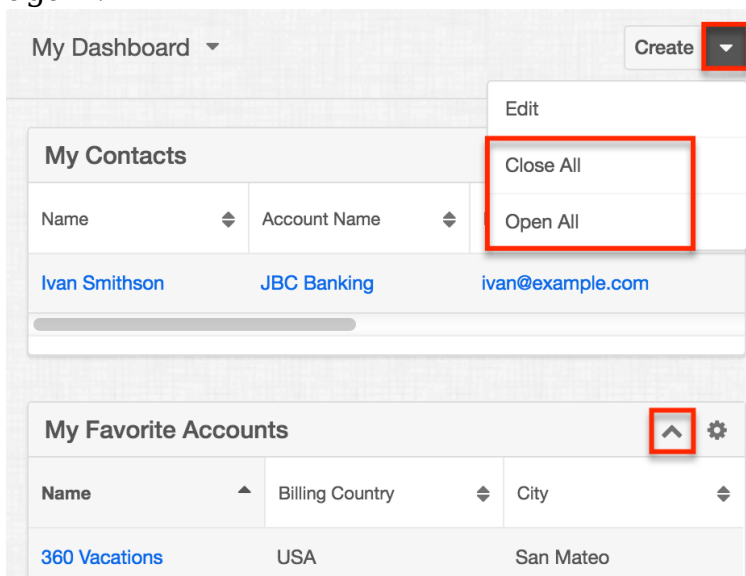 My Dashboard
Create
Edit
My Contacts
Close All
Name Account Name
Open All
Ivan Smithson JBC Banking ivan@example.com
My Favorite Accounts
Name Billing Country City
360 Vacations USA San Mateo